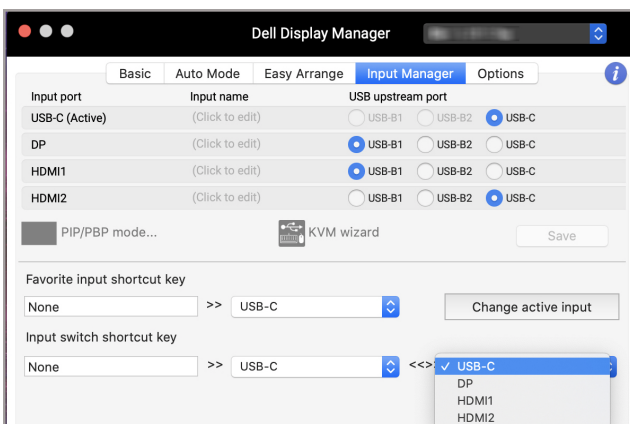 Dell Display Manager
Basic Auto Mode Easy Arrange Input Manager Options i
Input port Input name USB upstream port
USB-C (Active) (Click to edit) USB-B1 USB-B2 USB-C
DP (Click to edit) USB-B1 USB-B2 USB-C
HDMI1 (Click to edit) USB-B1 USB-B2 USB-C
HDMI2 (Click to edit) USB-B1 USB-B2 USB-C
PIP/PBP mode... KVM wizard Save
Favorite input shortcut key
None >> USB-C Change active input
Input switch shortcut key
None >> USB-C <<>> ✓ USB-C
DP
HDMI1
HDMI2